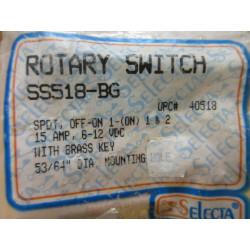 ROTARY SWITCH
SS518-BG
UPC# 40518
SPDT, OFF-ON 1-(ON) 1 & 2
15 AMP, 6-12 VDC
WITH BRASS KEY
53/64" DIA. MOUNTING HOLE
SELECTA